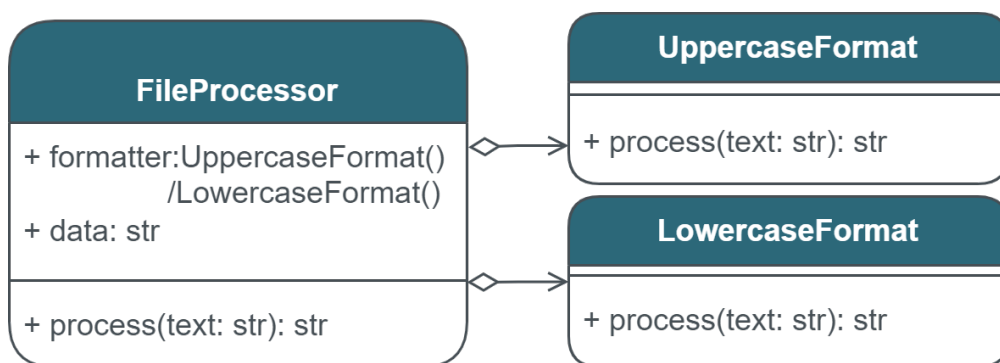 FileProcessor
+ formatter:UppercaseFormat()
/LowercaseFormat()
+ data: str
+ process(text: str): str
UppercaseFormat
+ process(text: str): str
LowercaseFormat
+ process(text: str): str